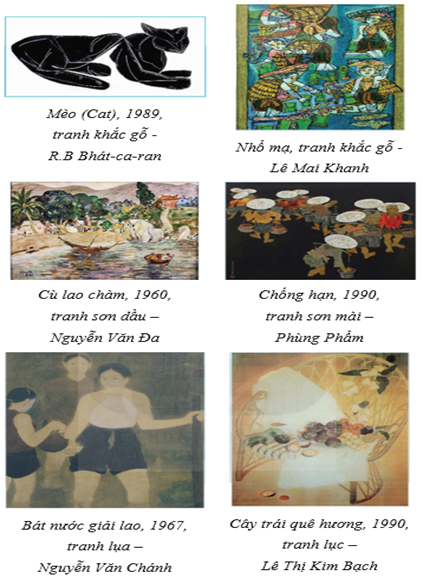 Mèo (Cat), 1989,
tranh khắc gỗ -
R.B Bhát-ca-ran
Nhổ mạ, tranh khắc gỗ -
Lê Mai Khanh
Cù lao chàm, 1960,
tranh sơn dầu –
Nguyễn Văn Đa
Chống hạn, 1990,
tranh sơn mài –
Phùng Phẩm
Bát nước giải lao, 1967,
tranh lụa –
Nguyễn Văn Chánh
Cây trái quê hương, 1990,
tranh lục –
Lê Thị Kim Bạch